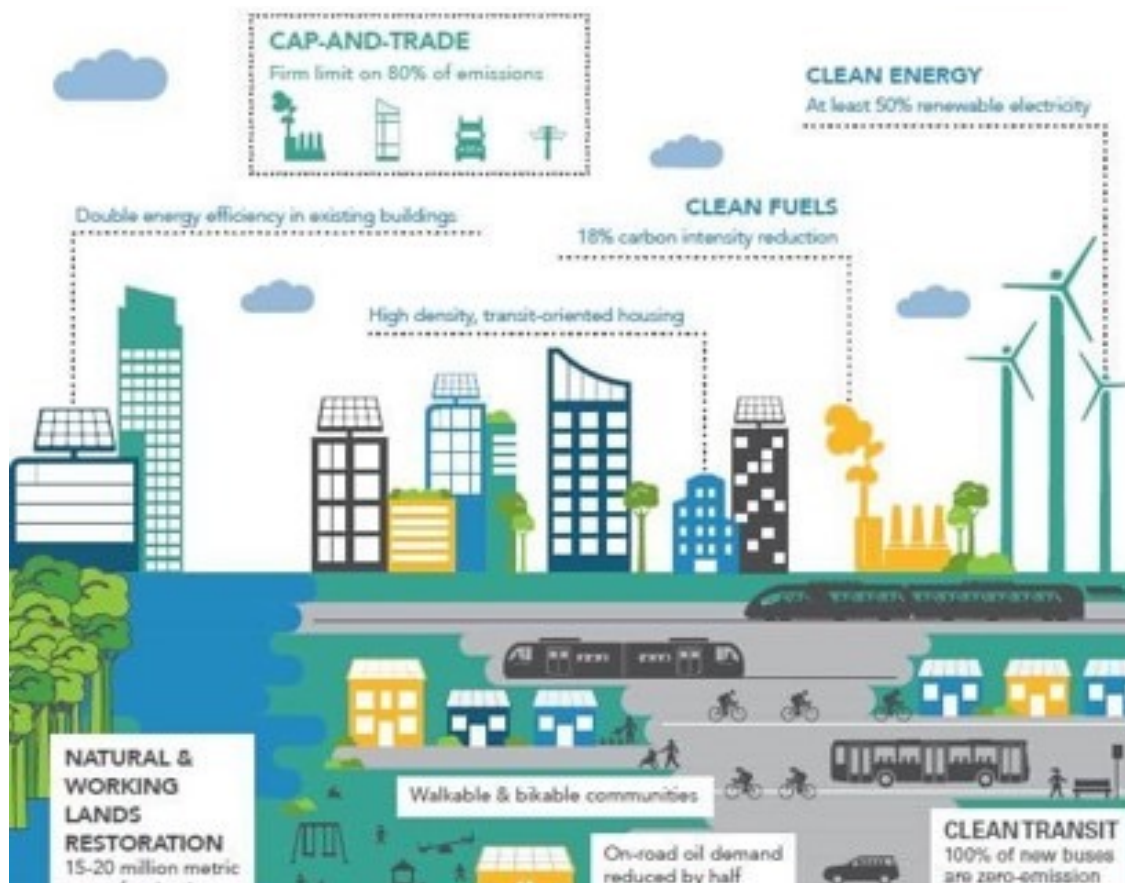 CAP-AND-TRADE
Firm limit on 80% of emissions
CLEAN ENERGY
At least 50% renewable electricity
Double energy efficiency in existing buildings
CLEAN FUELS
18% carbon intensity reduction
High density, transit-oriented housing
NATURAL &
WORKING
LANDS
RESTORATION
15-20 million metric
Walkable & bikable communities
On-road oil demand
reduced by half
CLEAN TRANSIT
100% of new buses
are zero-emission